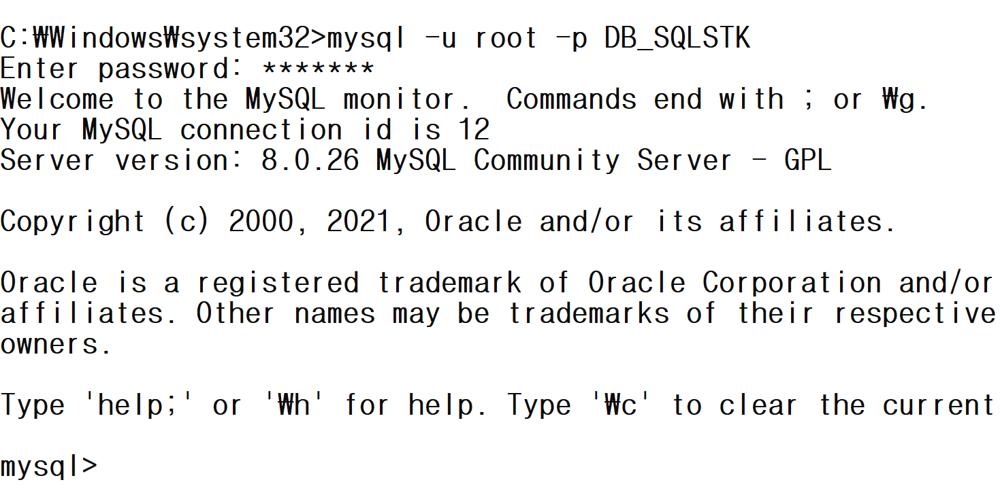 C:₩Windows₩system32>mysql -u root -p DB_SQLSTK
Enter password: *******
Welcome to the MySQL monitor.  Commands end with ; or ₩g.
Your MySQL connection id is 12
Server version: 8.0.26 MySQL Community Server - GPL
Copyright (c) 2000, 2021, Oracle and/or its affiliates.
Oracle is a registered trademark of Oracle Corporation and/or
affiliates. Other names may be trademarks of their respective
owners.
Type 'help;' or '₩h' for help. Type '₩c' to clear the current
mysql>